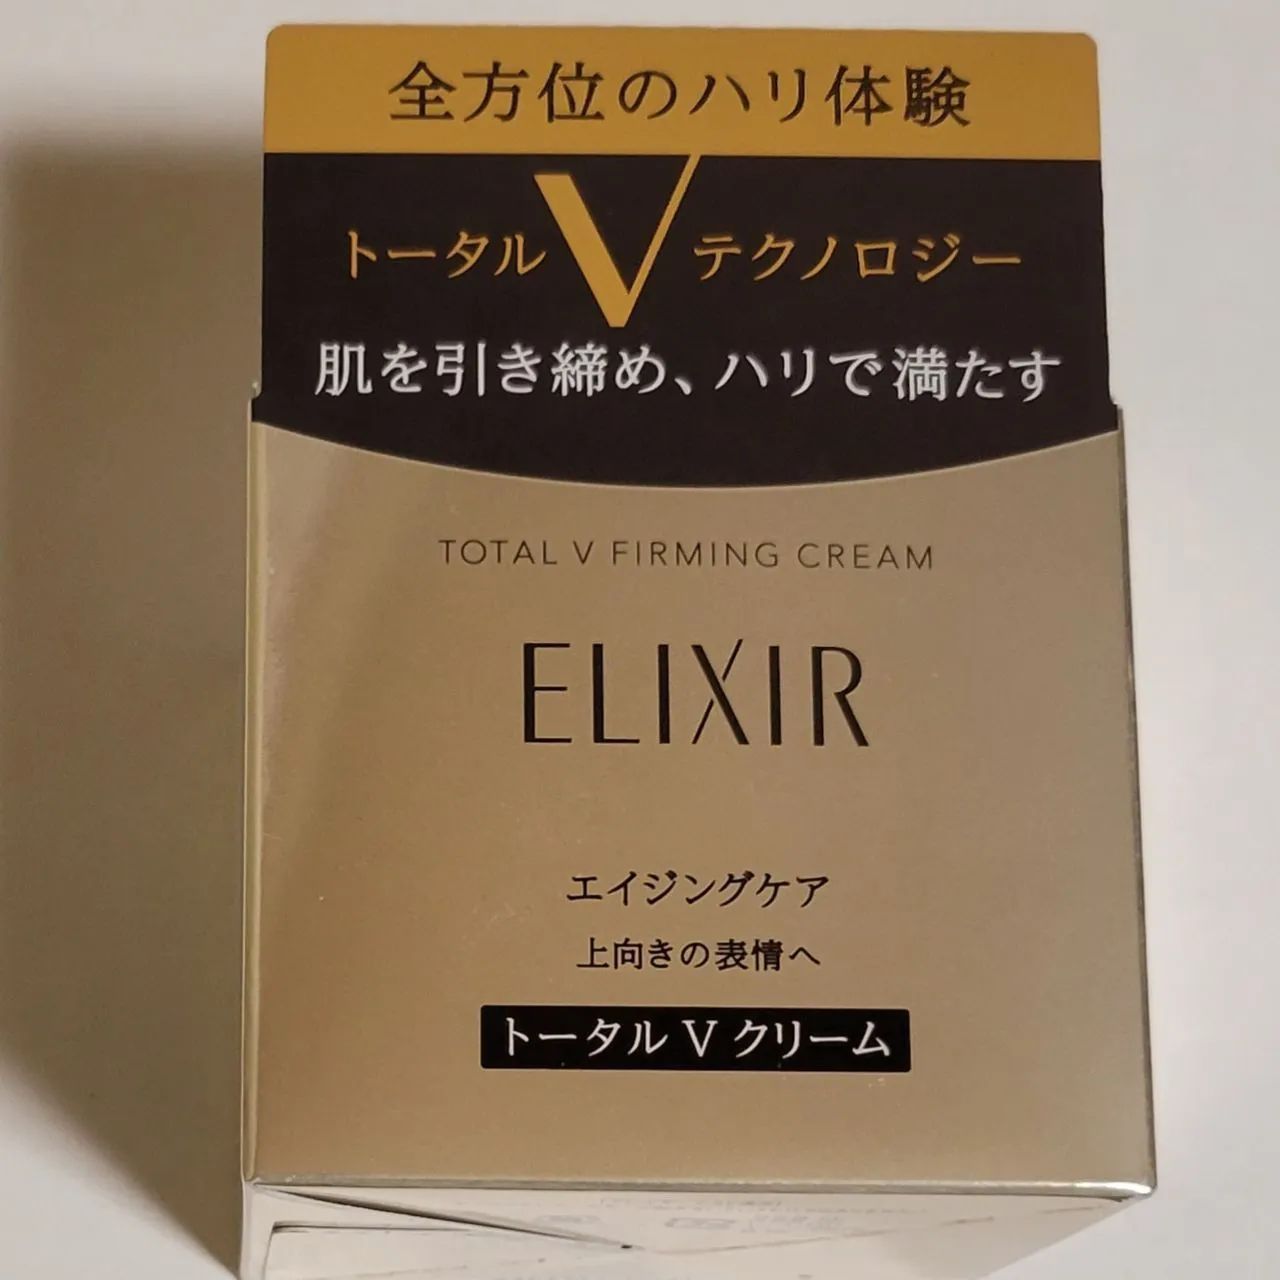 全方位のハリ体験
トータルVテクノロジー
肌を引き締め、ハリで満たす
TOTAL V FIRMING CREAM
ELIXIR
エイジングケア
上向きの表情へ
トータル V クリーム